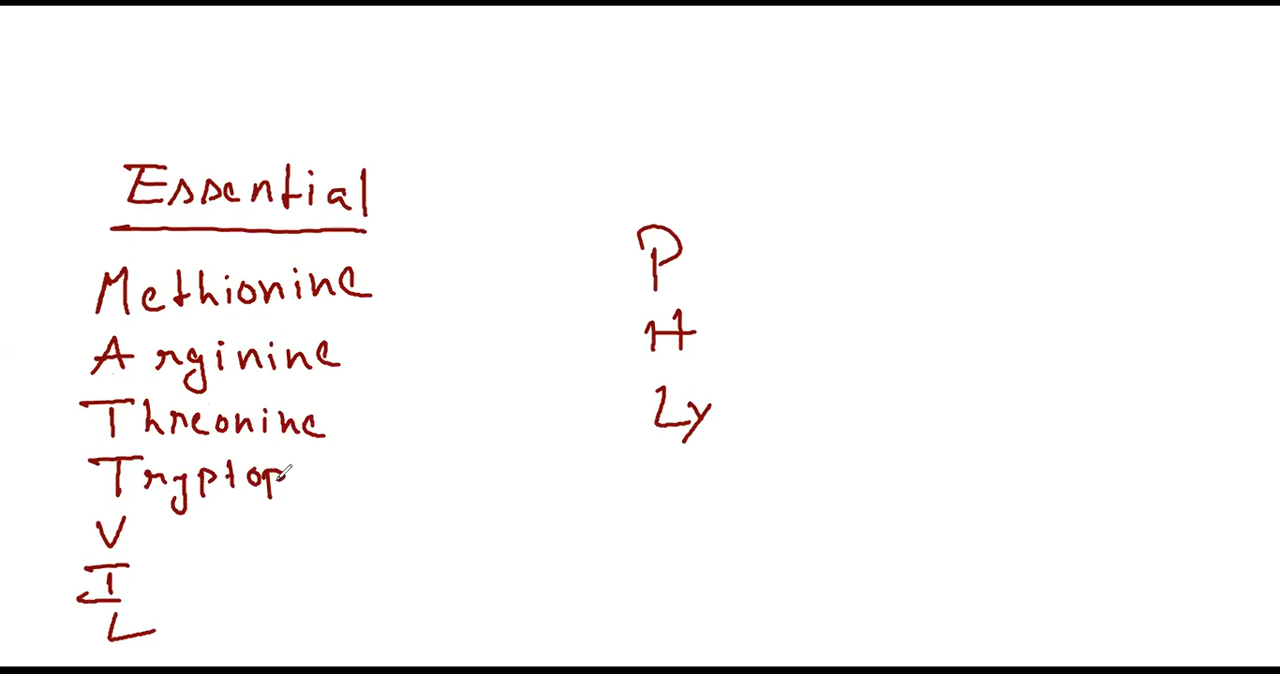 Essential
Methionine
Arginine
Threonine
Tryptop
V
I
L
P
H
Ly